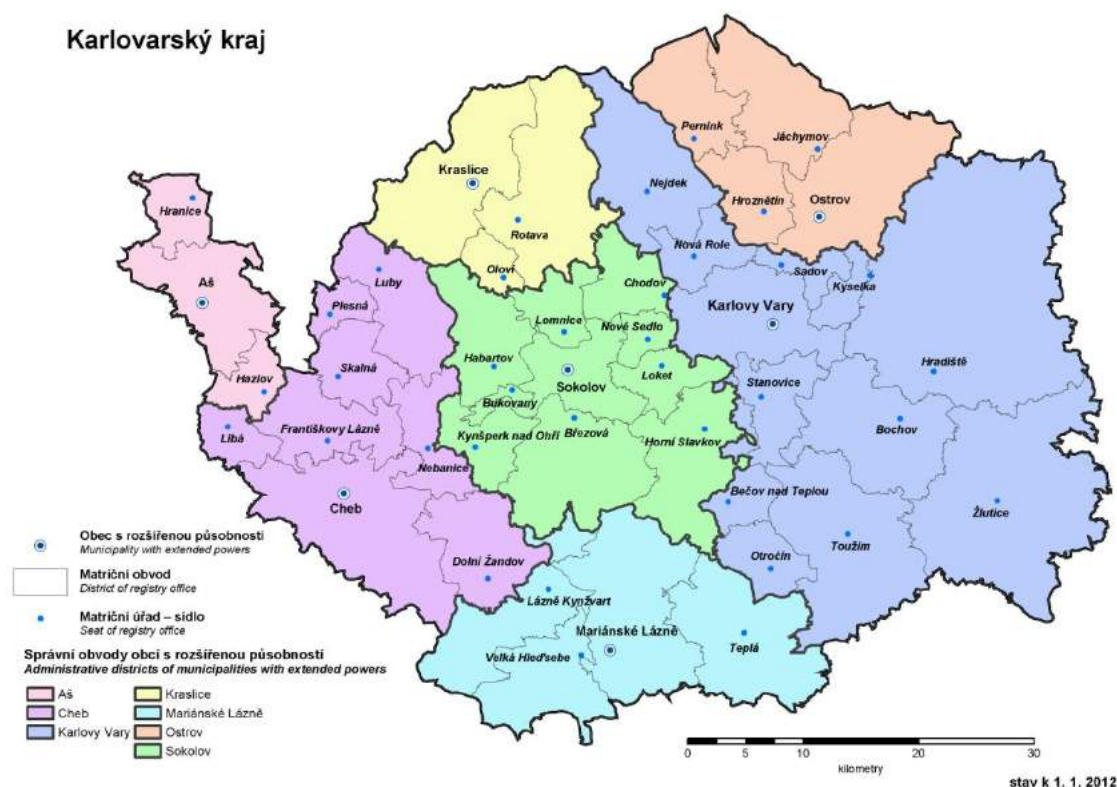 Karlovarský kraj
Pernink
Jáchymov
Kraslice
Nejdek
Hranice
Hroznětín
Ostrov
Rotava
Nová Role
Oloví
Sadov
Luby
Kyselka
Aš
Chodov
Plesná
Karlovy Vary
Lomnice
Nové Sedlo
Habartov
Skalná
Sokolov
Loket
Hradiště
Stanovice
Hazlov
Bukovany
Březová
Bochov
Libá
Františkovy Lázně
Kynšperk nad Ohří
Horní Slavkov
Nebanice
Cheb
Bečov nad Teplou
Žlutice
Toužim
Otročín
Dolní Žandov
Lázně Kynžvart
Mariánské Lázně
Teplá
Velká Hleďsebe
Obec s rozšířenou působností
Municipality with extended powers
Matriční obvod
District of registry office
Matriční úřad – sídlo
Seat of registry office
Správní obvody obcí s rozšířenou působností
Administrative districts of municipalities with extended powers
Aš
Cheb
Karlovy Vary
Kraslice
Mariánské Lázně
Ostrov
Sokolov
0 5 10 20 30
kilometry
stav k 1. 1. 2012